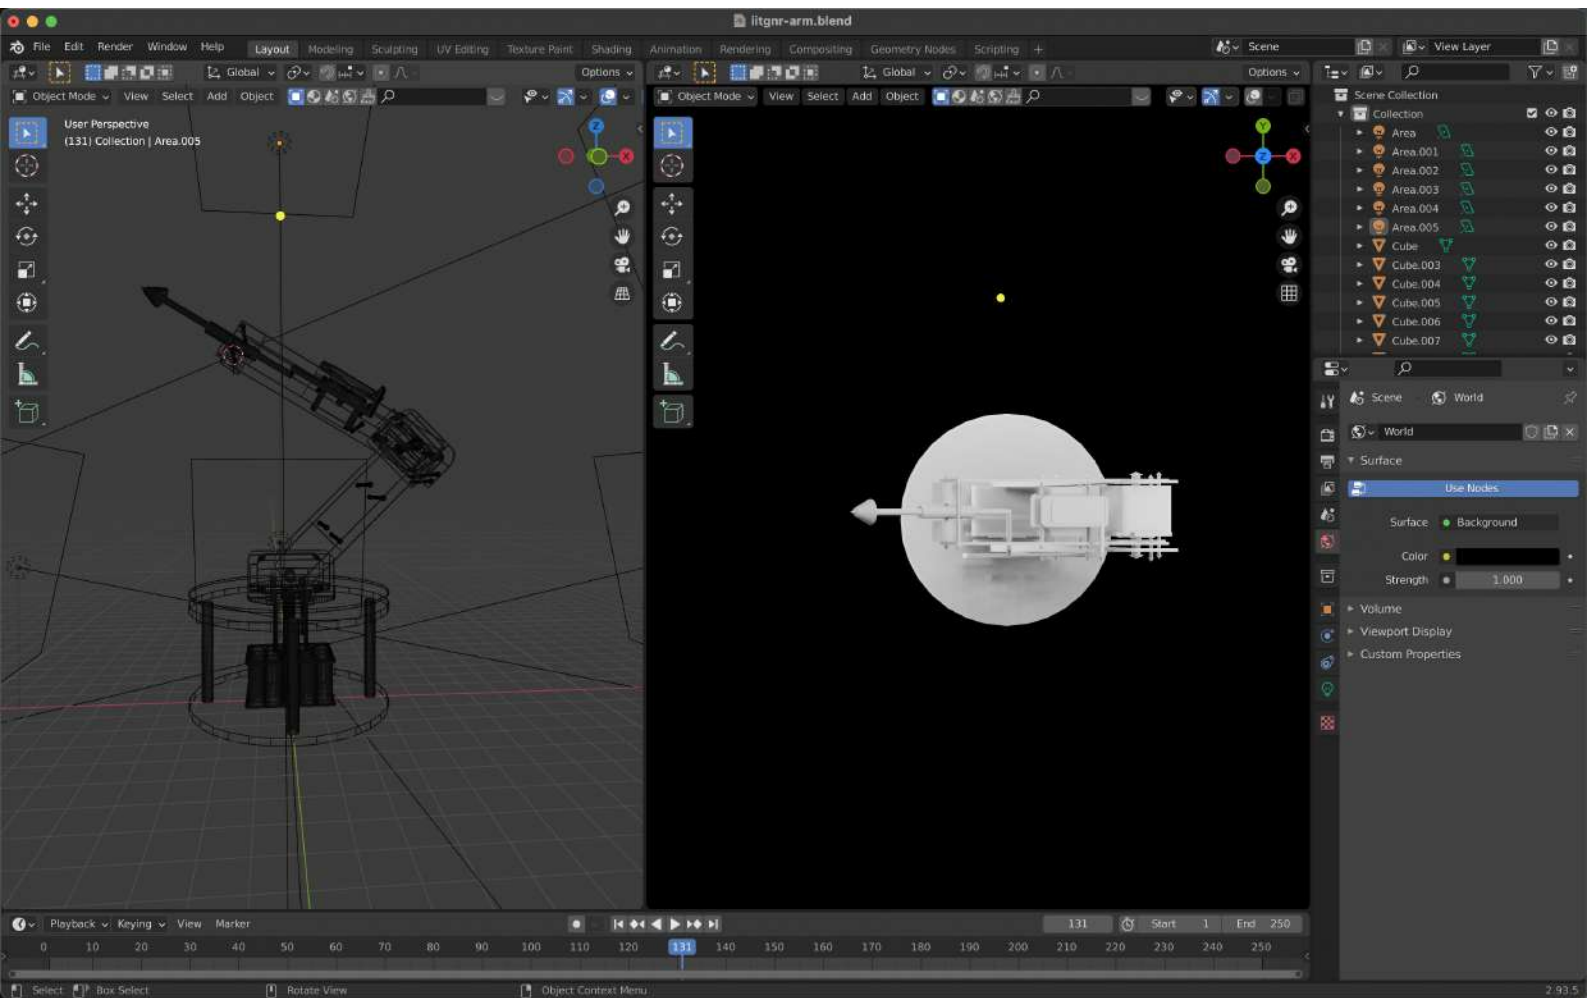 iitgnr-arm.blend
File Edit Render Window Help Layout Modeling Sculpting UV Editing Texture Paint Shading Animation Rendering Compositing Geometry Nodes Scripting + Scene View Layer
Global Options
Object Mode View Select Add Object
User Perspective
(131) Collection | Area.005
Z
X
Global Options
Object Mode View Select Add Object
Y
Z
X
Scene Collection
Collection
Area
Area.001
Area.002
Area.003
Area.004
Area.005
Cube
Cube.003
Cube.004
Cube.005
Cube.006
Cube.007
Scene World
World
Surface
Use Nodes
Surface Background
Color
Strength 1.000
Volume
Viewport Display
Custom Properties
Playback Keying View Marker 131 Start 1 End 250
0 10 20 30 40 50 60 70 80 90 100 110 120 131 140 150 160 170 180 190 200 210 220 230 240 250
Select Box Select Rotate View Object Context Menu 2.93.5